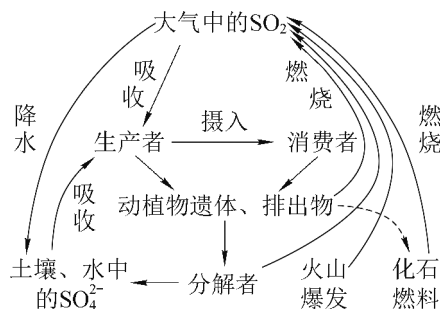 大气中的SO₂
吸收
燃烧
降水
燃烧
生产者
摄入
消费者
吸收
动植物遗体、排出物
土壤、水中
的SO₄²⁻
分解者
火山
爆发
化石
燃料